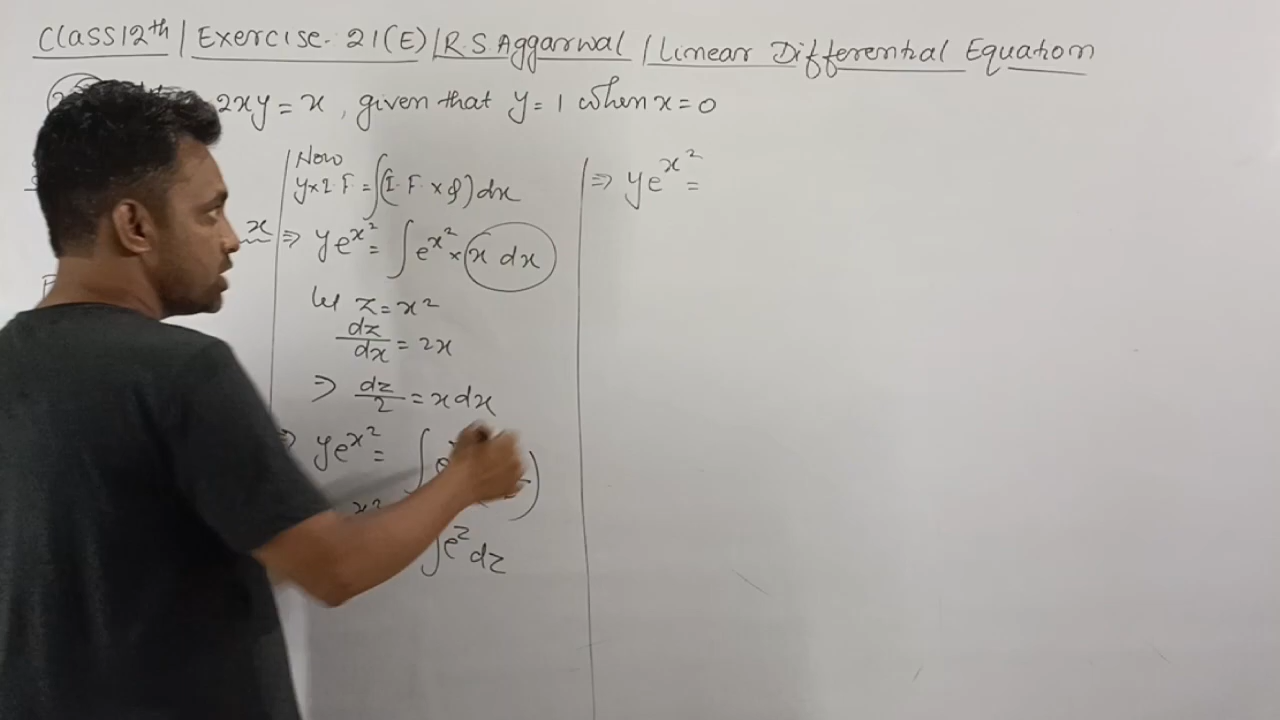 Class 12th | Exercise. 21(E) | R.S.Aggarwal | Linear Differential Equation
2xy = x , given that y = 1 when x = 0
x
Now
y×I.F = ∫(I.F × Q) dx
⇒ ye^x² = ∫ e^x² × x dx
let z = x²
dz/dx = 2x
⇒ dz/2 = x dx
ye^x² = ∫
x²
∫e^z dz
⇒ ye^x² =